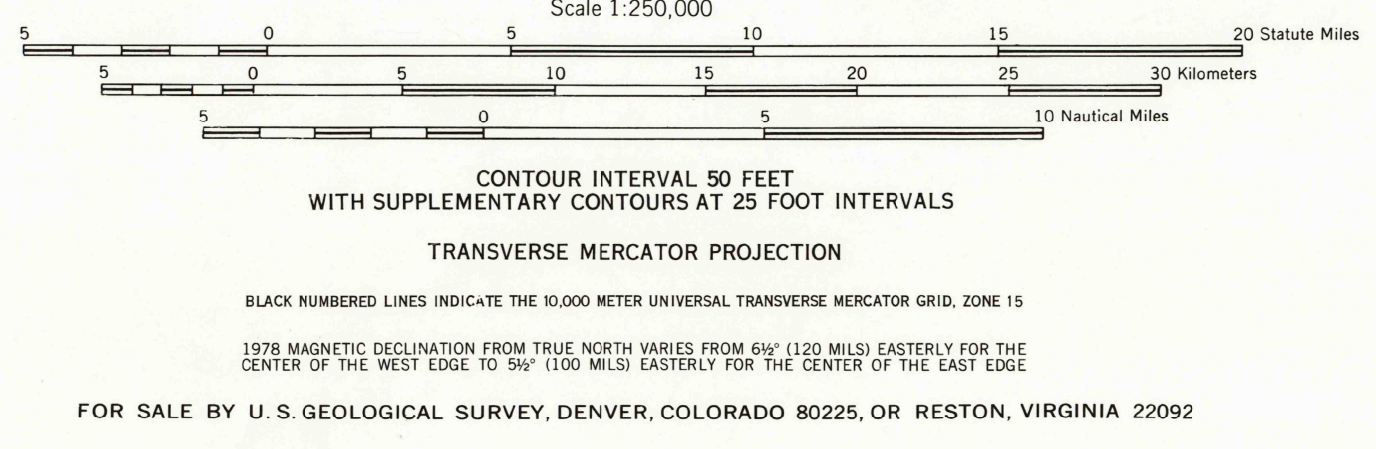 Scale 1:250,000
5 0 5 10 15 20 Statute Miles
5 0 5 10 15 20 25 30 Kilometers
5 0 5 10 Nautical Miles
CONTOUR INTERVAL 50 FEET
WITH SUPPLEMENTARY CONTOURS AT 25 FOOT INTERVALS
TRANSVERSE MERCATOR PROJECTION
BLACK NUMBERED LINES INDICATE THE 10,000 METER UNIVERSAL TRANSVERSE MERCATOR GRID, ZONE 15
1978 MAGNETIC DECLINATION FROM TRUE NORTH VARIES FROM 6½° (120 MILS) EASTERLY FOR THE
CENTER OF THE WEST EDGE TO 5½° (100 MILS) EASTERLY FOR THE CENTER OF THE EAST EDGE
FOR SALE BY U.S. GEOLOGICAL SURVEY, DENVER, COLORADO 80225, OR RESTON, VIRGINIA 22092